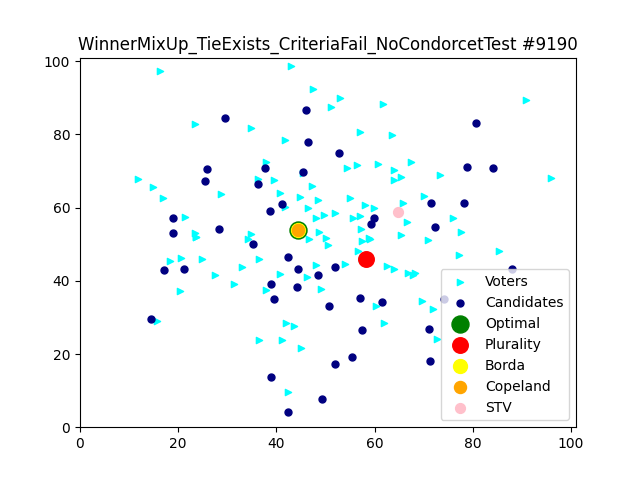 WinnerMixUp_TieExists_CriteriaFail_NoCondorcetTest #9190
100
80
60
40
20
0
0 20 40 60 80 100
Voters
Candidates
Optimal
Plurality
Borda
Copeland
STV